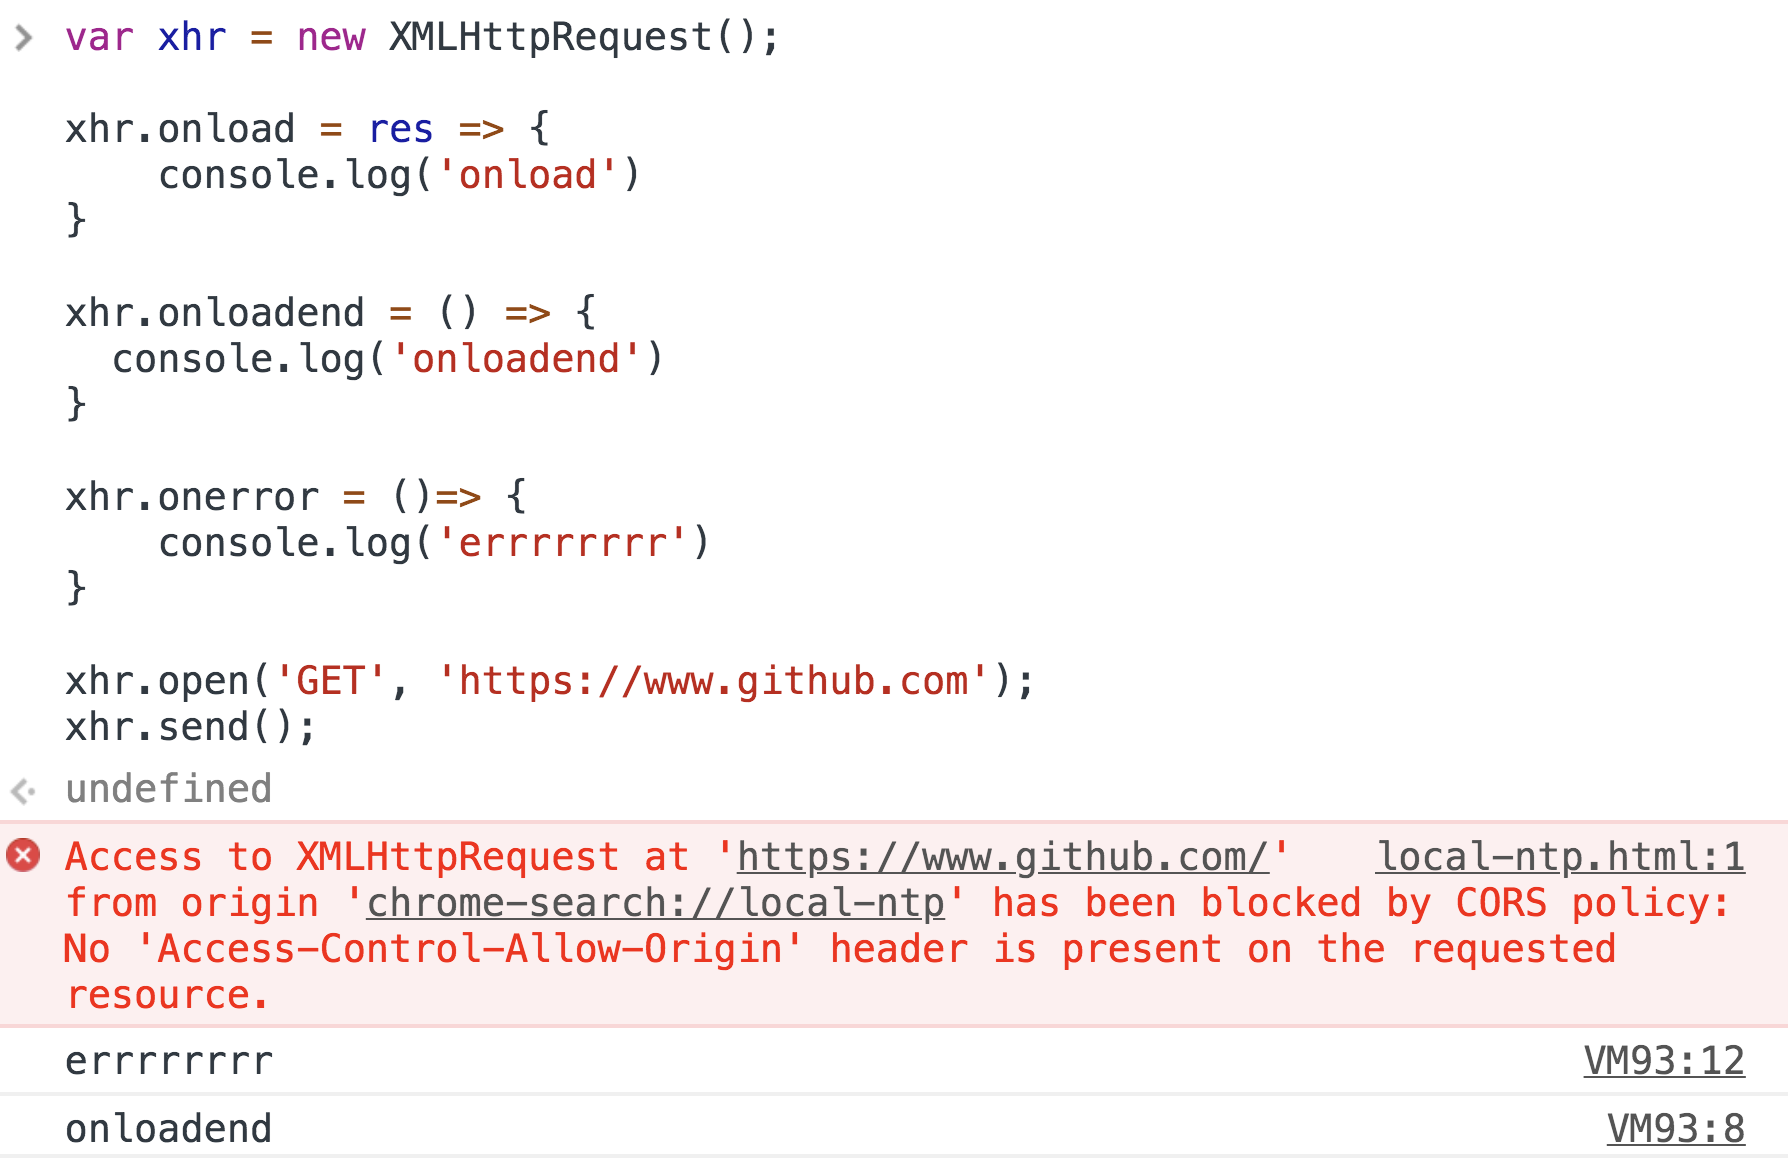 var xhr = new XMLHttpRequest();
xhr.onload = res => {
console.log('onload')
}
xhr.onloadend = () => {
console.log('onloadend')
}
xhr.onerror = ()=> {
console.log('errrrrrrr')
}
xhr.open('GET', 'https://www.github.com');
xhr.send();
undefined
Access to XMLHttpRequest at 'https://www.github.com/' local-ntp.html:1
from origin 'chrome-search://local-ntp' has been blocked by CORS policy:
No 'Access-Control-Allow-Origin' header is present on the requested
resource.
errrrrrrr VM93:12
onloadend VM93:8